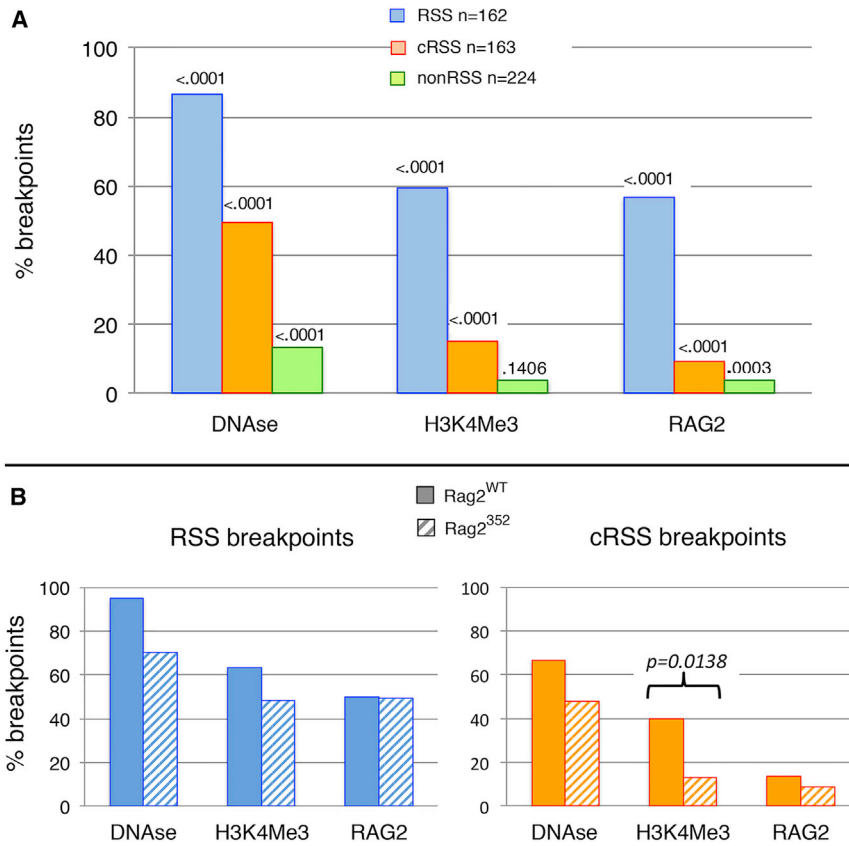 A
RSS n=162
cRSS n=163
nonRSS n=224
% breakpoints
100
80
60
40
20
0
<.0001
<.0001
<.0001
<.0001
<.0001
.1406
<.0001
<.0001
.0003
DNAse H3K4Me3 RAG2
B
Rag2WT
Rag2352
RSS breakpoints
% breakpoints
100
80
60
40
20
0
DNAse H3K4Me3 RAG2
cRSS breakpoints
100
80
60
40
20
0
p=0.0138
DNAse H3K4Me3 RAG2